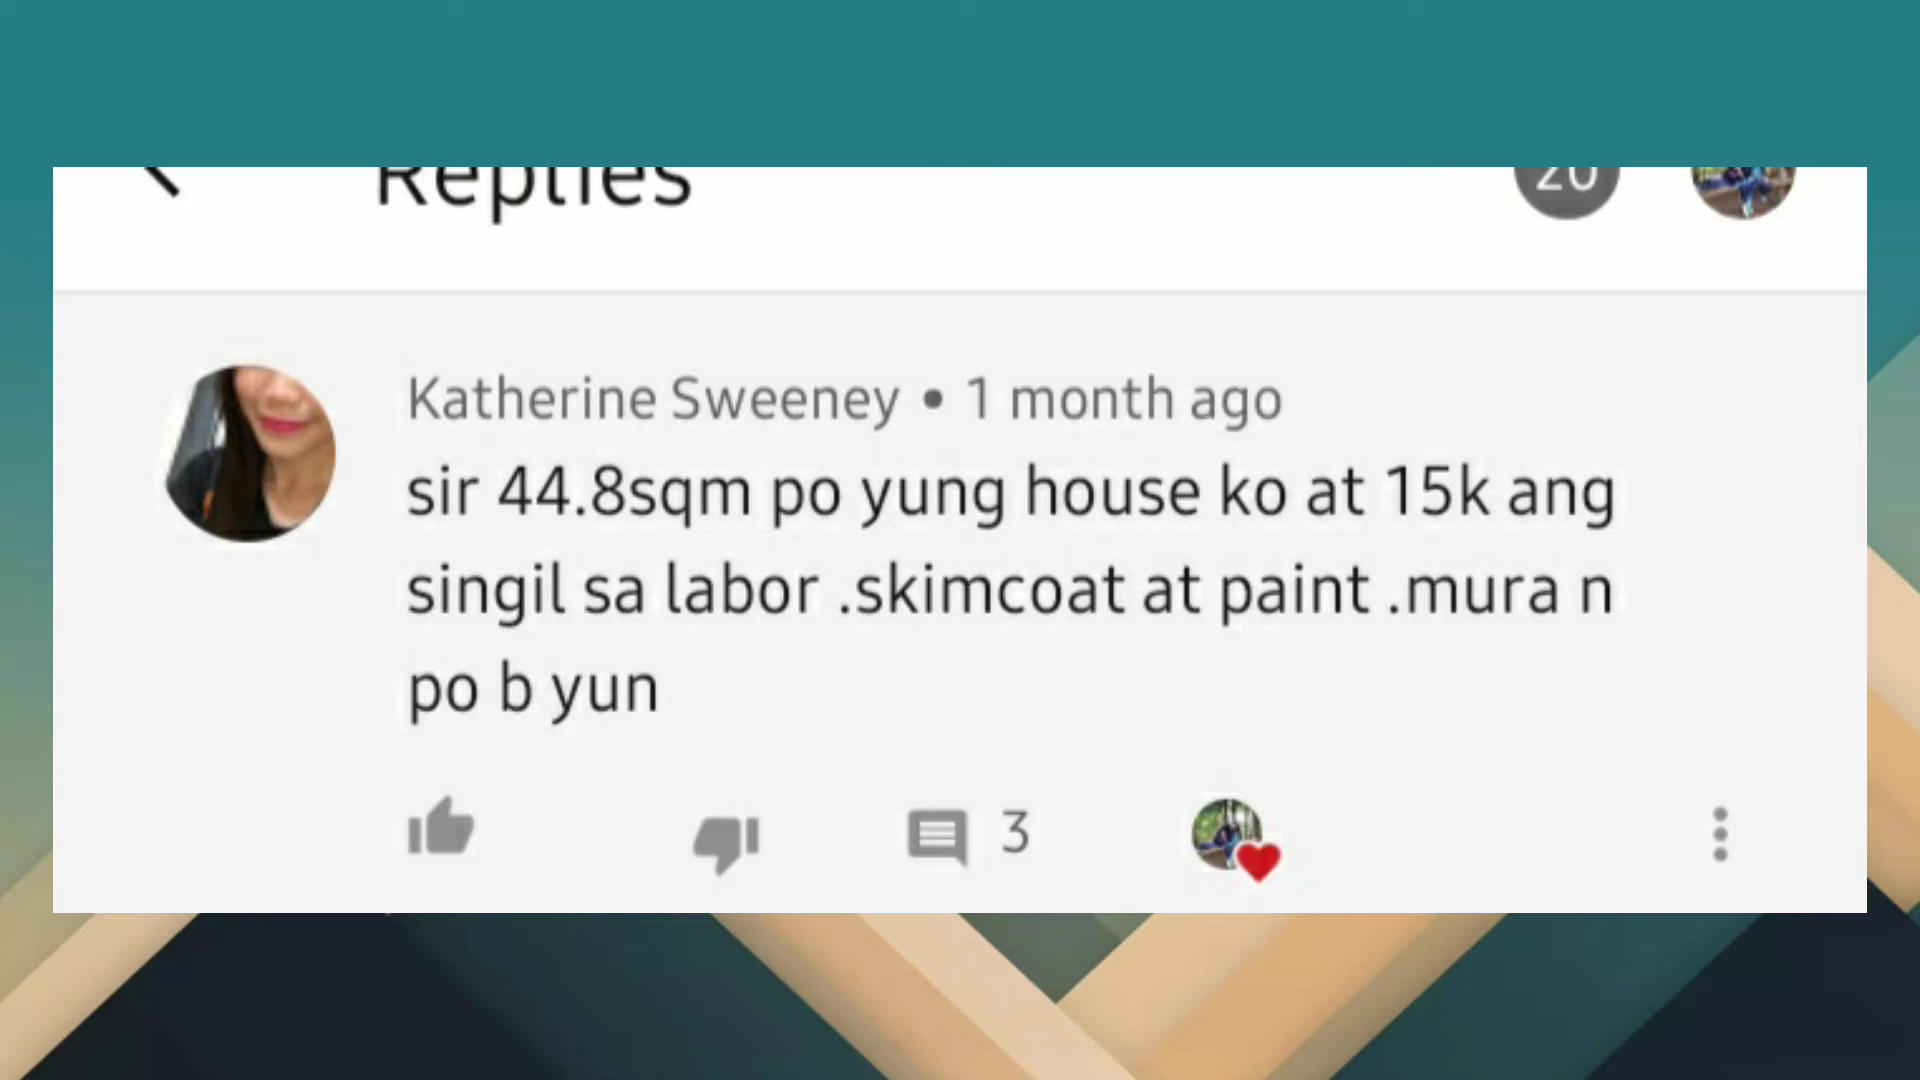 Replies
20
Katherine Sweeney • 1 month ago
sir 44.8sqm po yung house ko at 15k ang
singil sa labor .skimcoat at paint .mura n
po b yun
3